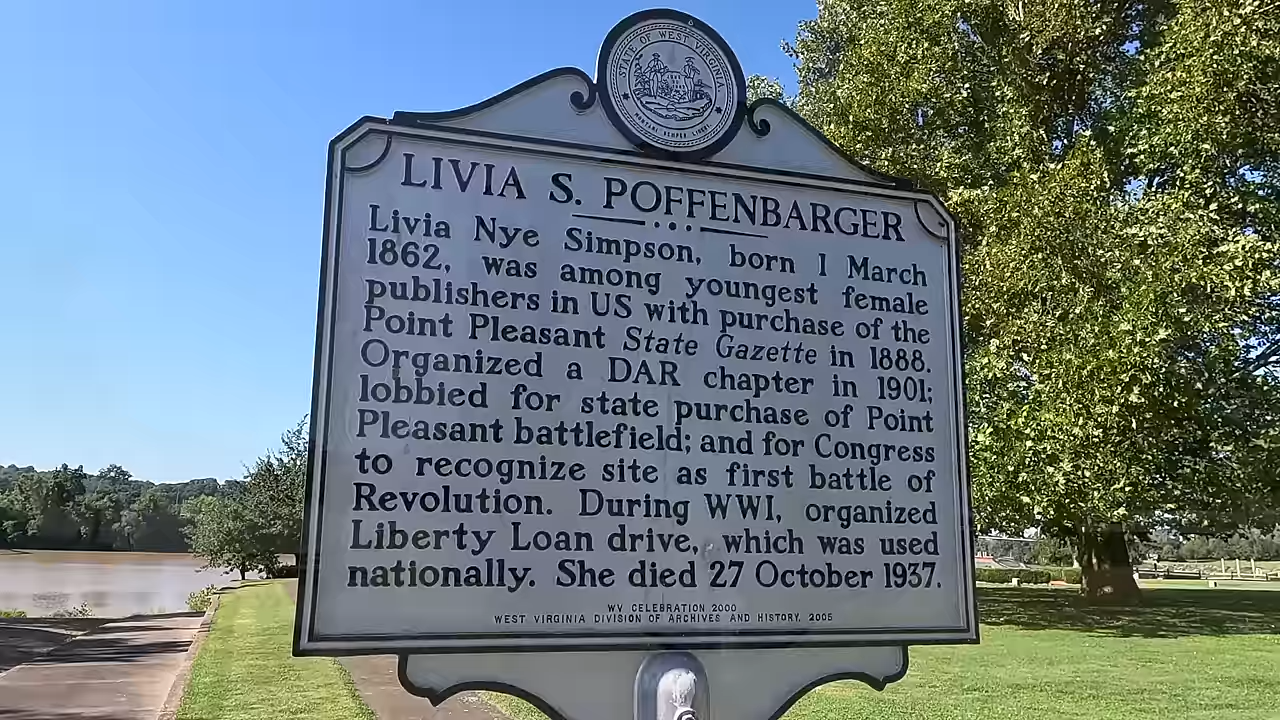 STATE OF WEST VIRGINIA
MONTANI SEMPER LIBERI
LIVIA S. POFFENBARGER
Livia Nye Simpson, born 1 March
1862, was among youngest female
publishers in US with purchase of the
Point Pleasant State Gazette in 1888.
Organized a DAR chapter in 1901;
lobbied for state purchase of Point
Pleasant battlefield; and for Congress
to recognize site as first battle of
Revolution. During WWI, organized
Liberty Loan drive, which was used
nationally. She died 27 October 1937.
WV CELEBRATION 2000
WEST VIRGINIA DIVISION OF ARCHIVES AND HISTORY, 2005